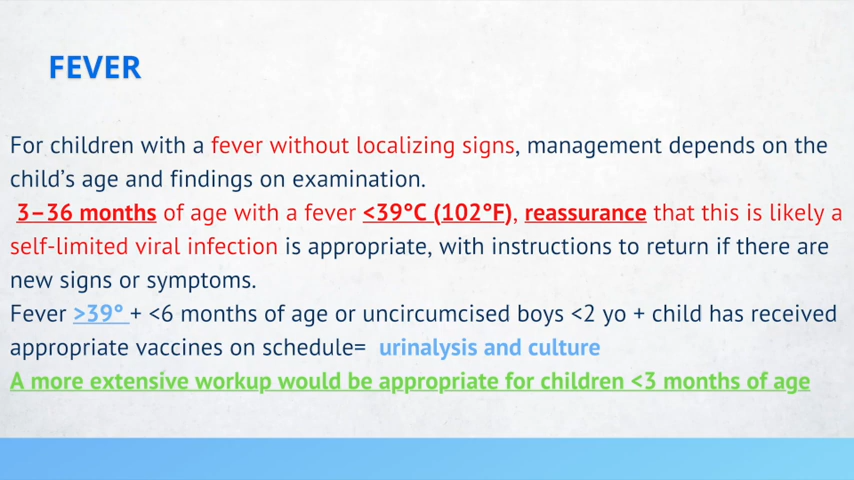 FEVER
For children with a fever without localizing signs, management depends on the
child’s age and findings on examination.
3–36 months of age with a fever <39°C (102°F), reassurance that this is likely a
self-limited viral infection is appropriate, with instructions to return if there are
new signs or symptoms.
Fever >39° + <6 months of age or uncircumcised boys <2 yo + child has received
appropriate vaccines on schedule= urinalysis and culture
A more extensive workup would be appropriate for children <3 months of age